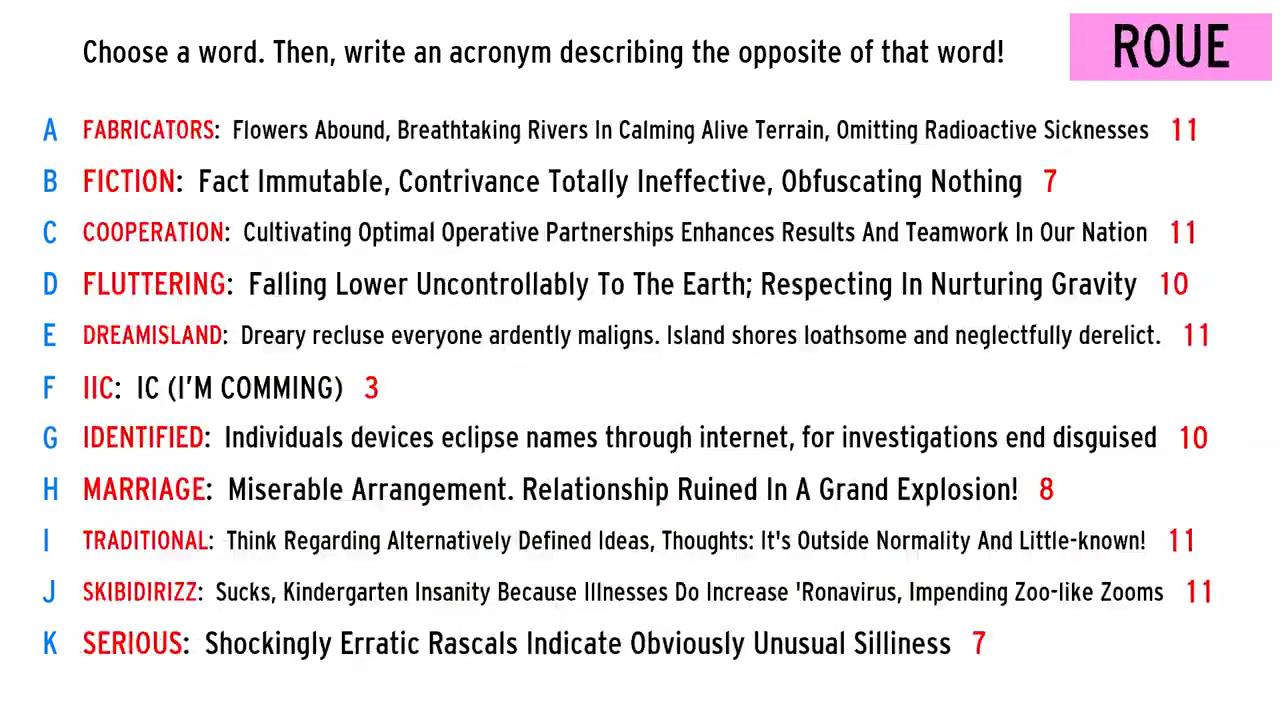 Choose a word. Then, write an acronym describing the opposite of that word!
ROUE
A FABRICATORS: Flowers Abound, Breathtaking Rivers In Calming Alive Terrain, Omitting Radioactive Sicknesses 11
B FICTION: Fact Immutable, Contrivance Totally Ineffective, Obfuscating Nothing 7
C COOPERATION: Cultivating Optimal Operative Partnerships Enhances Results And Teamwork In Our Nation 11
D FLUTTERING: Falling Lower Uncontrollably To The Earth; Respecting In Nurturing Gravity 10
E DREAMISLAND: Dreary recluse everyone ardently maligns. Island shores loathsome and neglectfully derelict. 11
F IIC: IC (I'M COMMING) 3
G IDENTIFIED: Individuals devices eclipse names through internet, for investigations end disguised 10
H MARRIAGE: Miserable Arrangement. Relationship Ruined In A Grand Explosion! 8
I TRADITIONAL: Think Regarding Alternatively Defined Ideas, Thoughts: It's Outside Normality And Little-known! 11
J SKIBIDIRIZZ: Sucks, Kindergarten Insanity Because Illnesses Do Increase 'Ronavirus, Impending Zoo-like Zooms 11
K SERIOUS: Shockingly Erratic Rascals Indicate Obviously Unusual Silliness 7